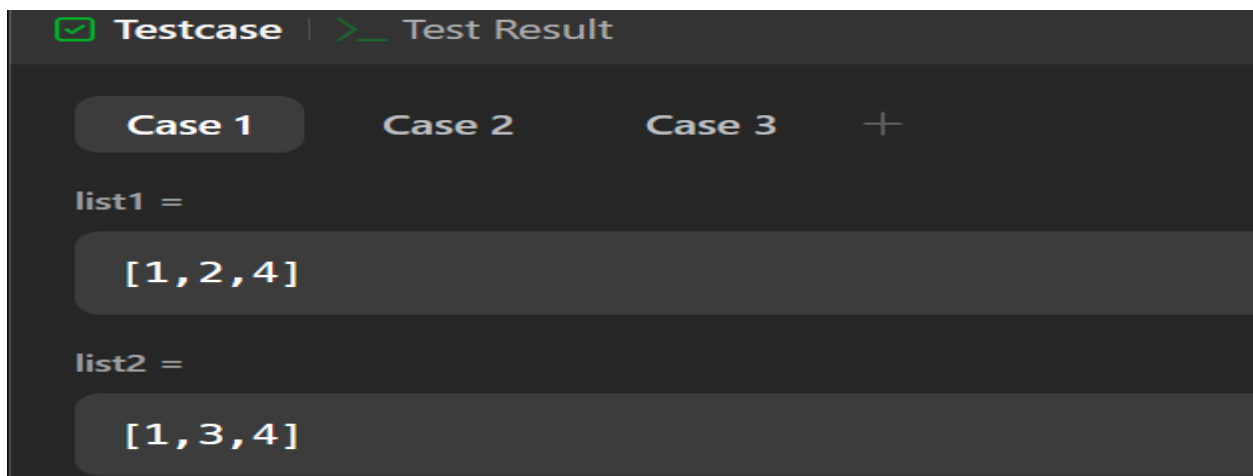 Testcase >_ Test Result
Case 1 Case 2 Case 3 +
list1 =
[1,2,4]
list2 =
[1,3,4]